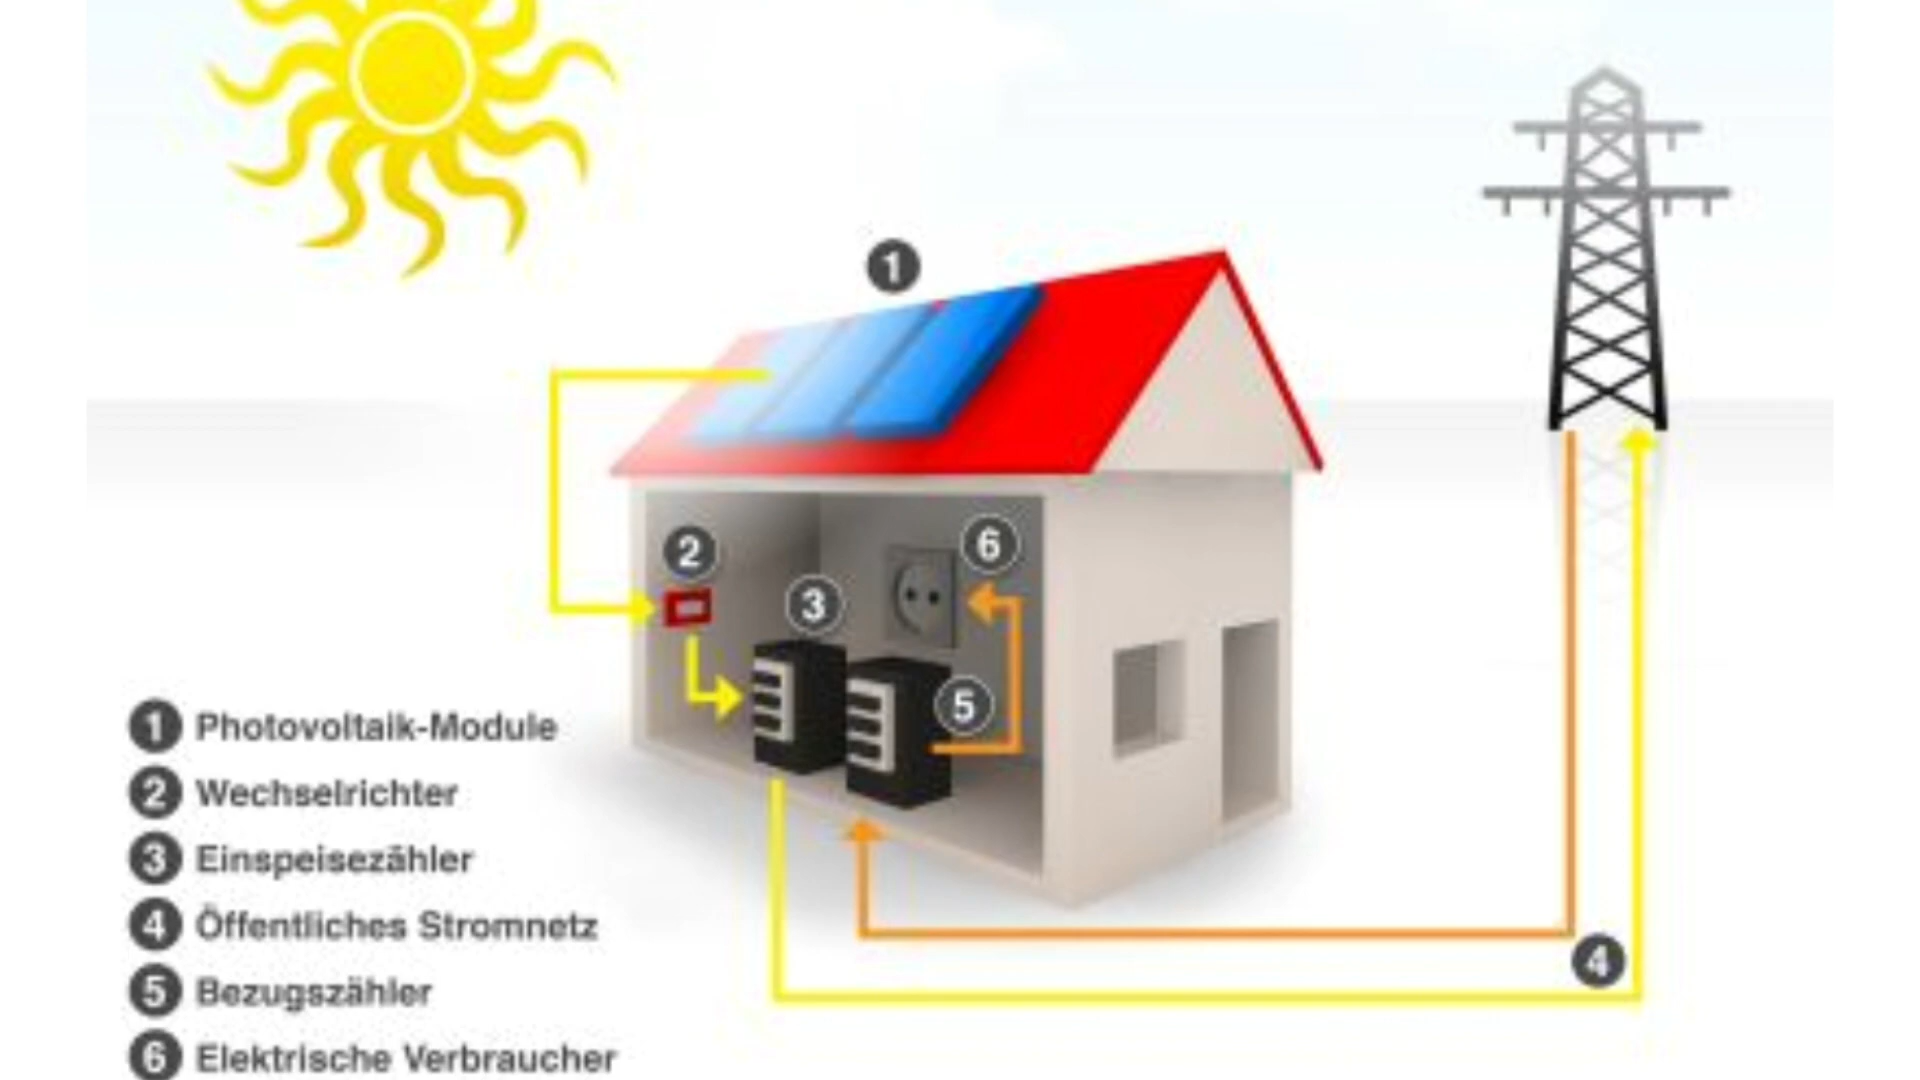 1
2
6
3
5
4
1 Photovoltaik-Module
2 Wechselrichter
3 Einspeisezähler
4 Öffentliches Stromnetz
5 Bezugszähler
6 Elektrische Verbraucher